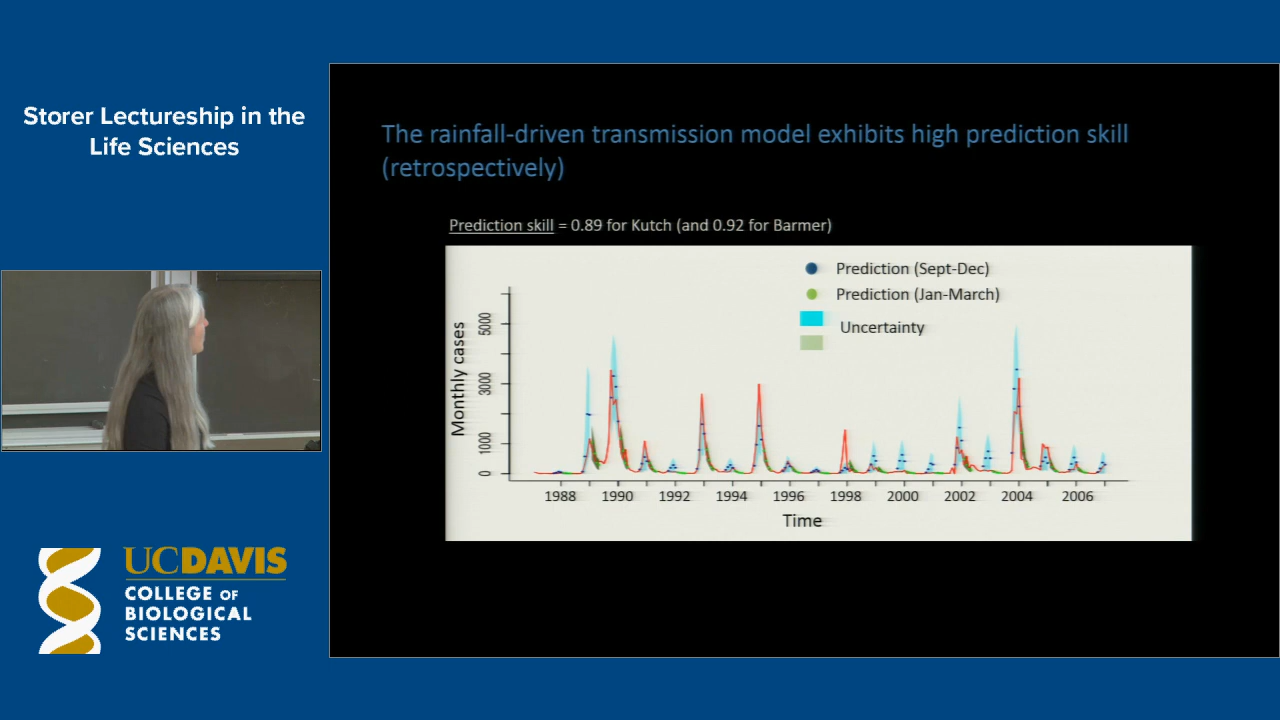 Storer Lectureship in the
Life Sciences
The rainfall-driven transmission model exhibits high prediction skill
(retrospectively)
Prediction skill = 0.89 for Kutch (and 0.92 for Barmer)
Prediction (Sept-Dec)
Prediction (Jan-March)
Uncertainty
Monthly cases
5000
3000
1000
0
1988 1990 1992 1994 1996 1998 2000 2002 2004 2006
Time
UCDAVIS
COLLEGE OF
BIOLOGICAL
SCIENCES